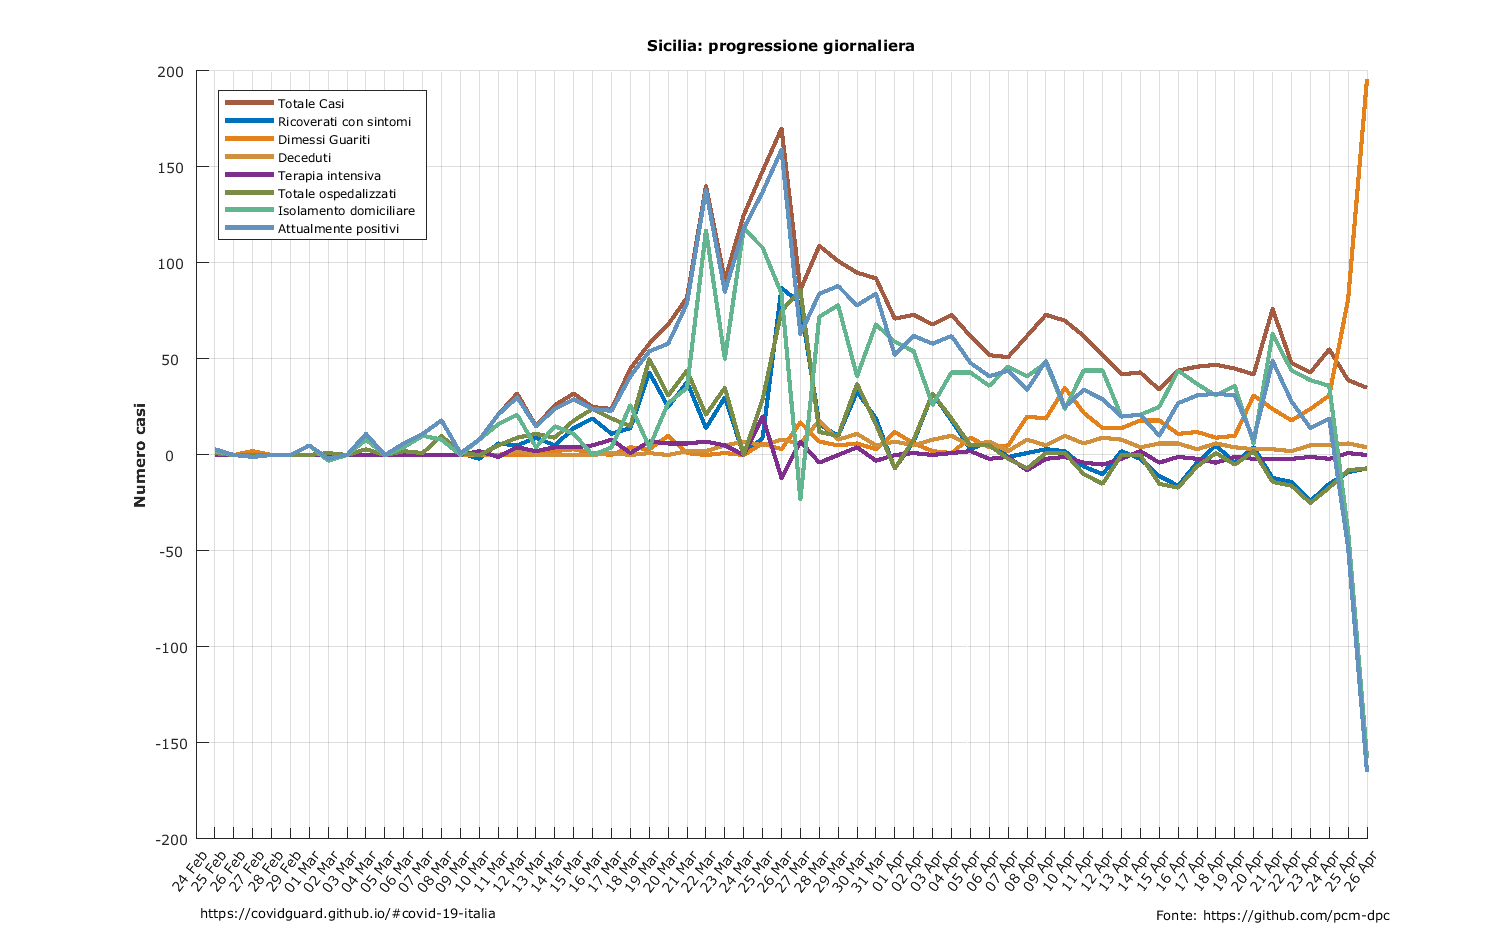 Sicilia: progressione giornaliera
200
150
100
50
0
-50
-100
-150
-200
Numero casi
Totale Casi
Ricoverati con sintomi
Dimessi Guariti
Deceduti
Terapia intensiva
Totale ospedalizzati
Isolamento domiciliare
Attualmente positivi
24 Feb
25 Feb
26 Feb
27 Feb
28 Feb
29 Feb
01 Mar
02 Mar
03 Mar
04 Mar
05 Mar
06 Mar
07 Mar
08 Mar
09 Mar
10 Mar
11 Mar
12 Mar
13 Mar
14 Mar
15 Mar
16 Mar
17 Mar
18 Mar
19 Mar
20 Mar
21 Mar
22 Mar
23 Mar
24 Mar
25 Mar
26 Mar
27 Mar
28 Mar
29 Mar
30 Mar
31 Mar
01 Apr
02 Apr
03 Apr
04 Apr
05 Apr
06 Apr
07 Apr
08 Apr
09 Apr
10 Apr
11 Apr
12 Apr
13 Apr
14 Apr
15 Apr
16 Apr
17 Apr
18 Apr
19 Apr
20 Apr
21 Apr
22 Apr
23 Apr
24 Apr
25 Apr
26 Apr
https://covidguard.github.io/#covid-19-italia
Fonte: https://github.com/pcm-dpc